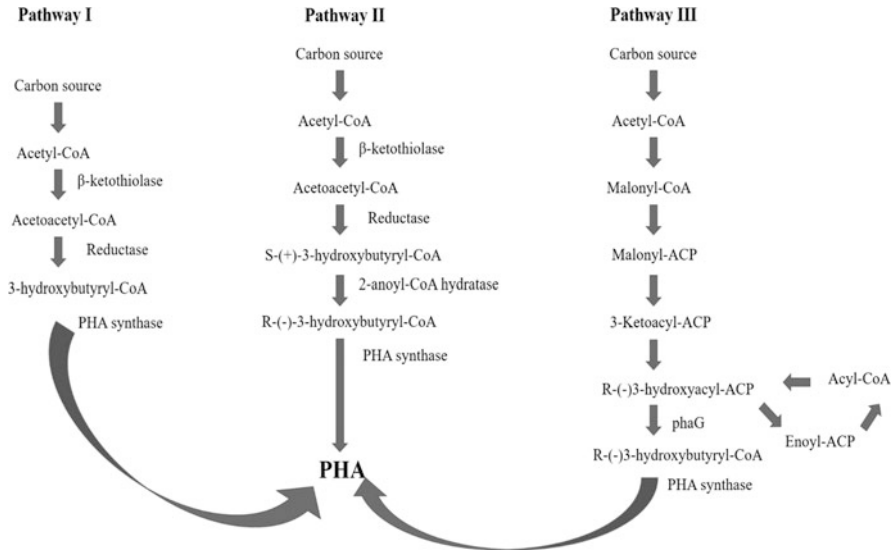 Pathway I
Carbon source
Acetyl-CoA
β-ketothiolase
Acetoacetyl-CoA
Reductase
3-hydroxybutyryl-CoA
PHA synthase
Pathway II
Carbon source
Acetyl-CoA
β-ketothiolase
Acetoacetyl-CoA
Reductase
S-(+)-3-hydroxybutyryl-CoA
2-anoyl-CoA hydratase
R-(-)-3-hydroxybutyryl-CoA
PHA synthase
PHA
Pathway III
Carbon source
Acetyl-CoA
Malonyl-CoA
Malonyl-ACP
3-Ketoacyl-ACP
R-(-)3-hydroxyacyl-ACP
Acyl-CoA
Enoyl-ACP
phaG
R-(-)3-hydroxybutyryl-CoA
PHA synthase